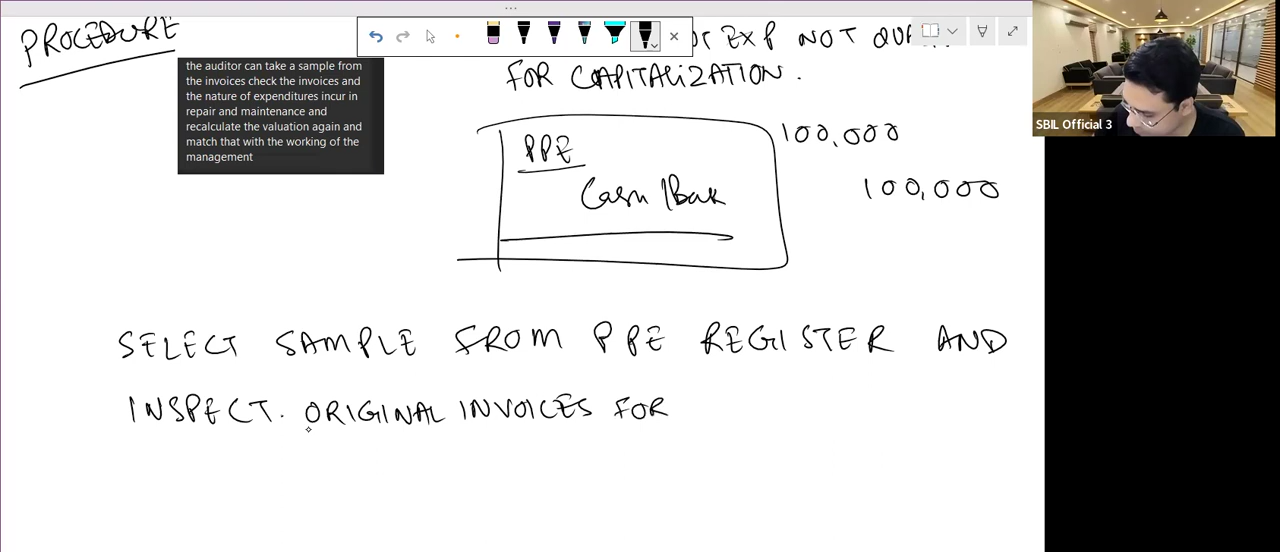 PROCEDURE
EXP NOT
FOR CAPITALIZATION.
the auditor can take a sample from
the invoices check the invoices and
the nature of expenditures incur in
repair and maintenance and
recalculate the valuation again and
match that with the working of the
management
PPE 100,000
Cash/Bank 100,000
SBIL Official 3
SELECT SAMPLE FROM PPE REGISTER AND
INSPECT. ORIGINAL INVOICES FOR